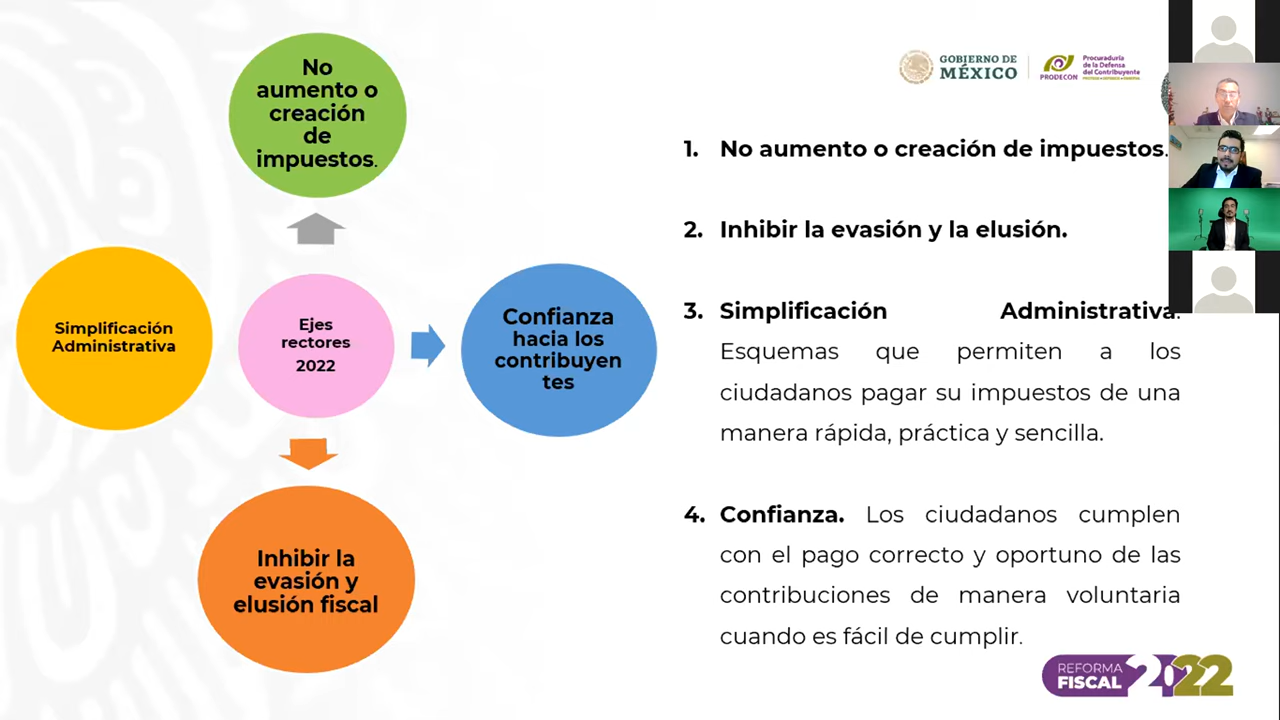 No
aumento o
creación
de
impuestos.
Simplificación
Administrativa
Ejes
rectores
2022
Confianza
hacia los
contribuyen
tes
Inhibir la
evasión y
elusión fiscal
GOBIERNO DE
MÉXICO
PRODECON
Procuraduría
de la Defensa
del Contribuyente
1. No aumento o creación de impuestos.
2. Inhibir la evasión y la elusión.
3. Simplificación Administrativa.
Esquemas que permiten a los
ciudadanos pagar su impuestos de una
manera rápida, práctica y sencilla.
4. Confianza. Los ciudadanos cumplen
con el pago correcto y oportuno de las
contribuciones de manera voluntaria
cuando es fácil de cumplir.
REFORMA
FISCAL 2022